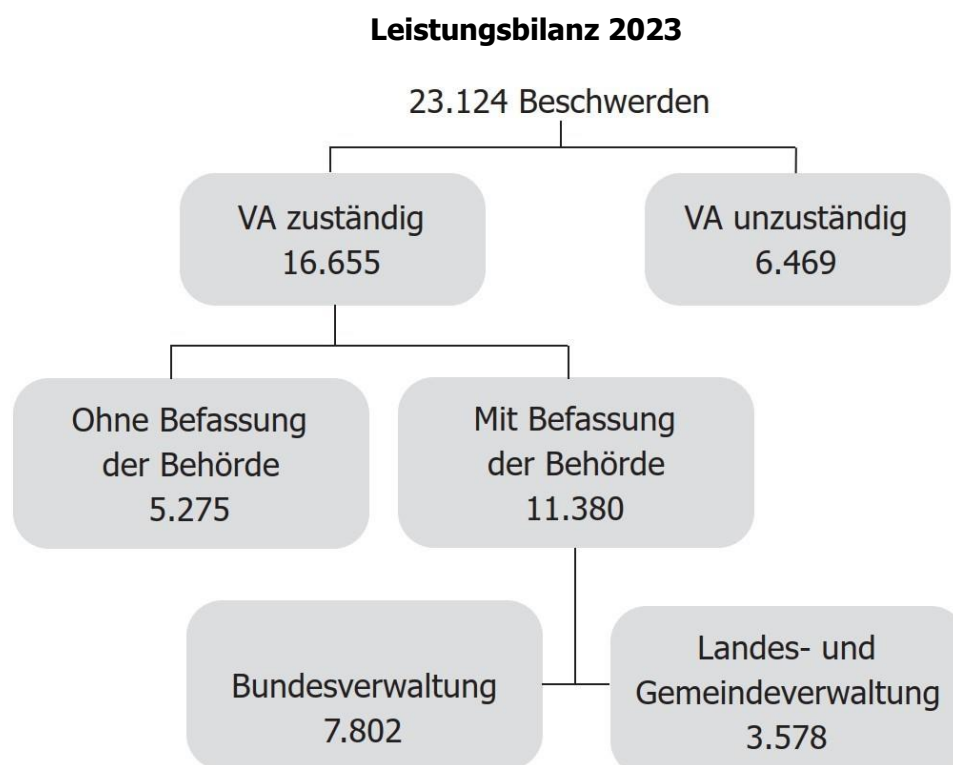 Leistungsbilanz 2023
23.124 Beschwerden
VA zuständig
16.655
VA unzuständig
6.469
Ohne Befassung
der Behörde
5.275
Mit Befassung
der Behörde
11.380
Bundesverwaltung
7.802
Landes- und
Gemeindeverwaltung
3.578